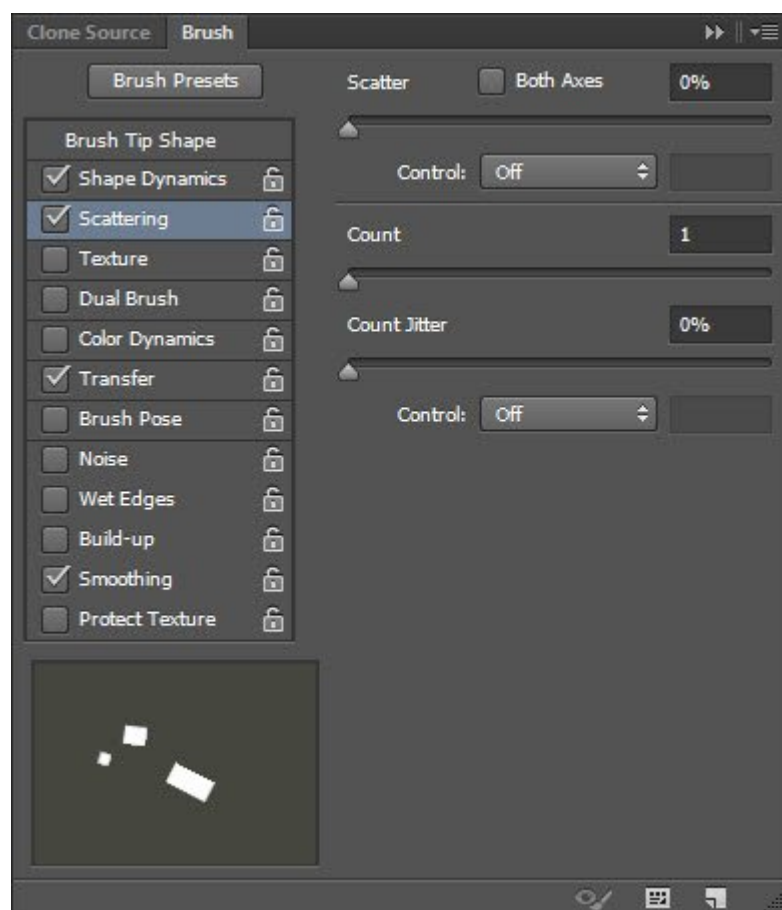 Clone Source Brush
Brush Presets
Brush Tip Shape
Shape Dynamics
Scattering
Texture
Dual Brush
Color Dynamics
Transfer
Brush Pose
Noise
Wet Edges
Build-up
Smoothing
Protect Texture
Scatter Both Axes 0%
Control: Off
Count 1
Count Jitter 0%
Control: Off